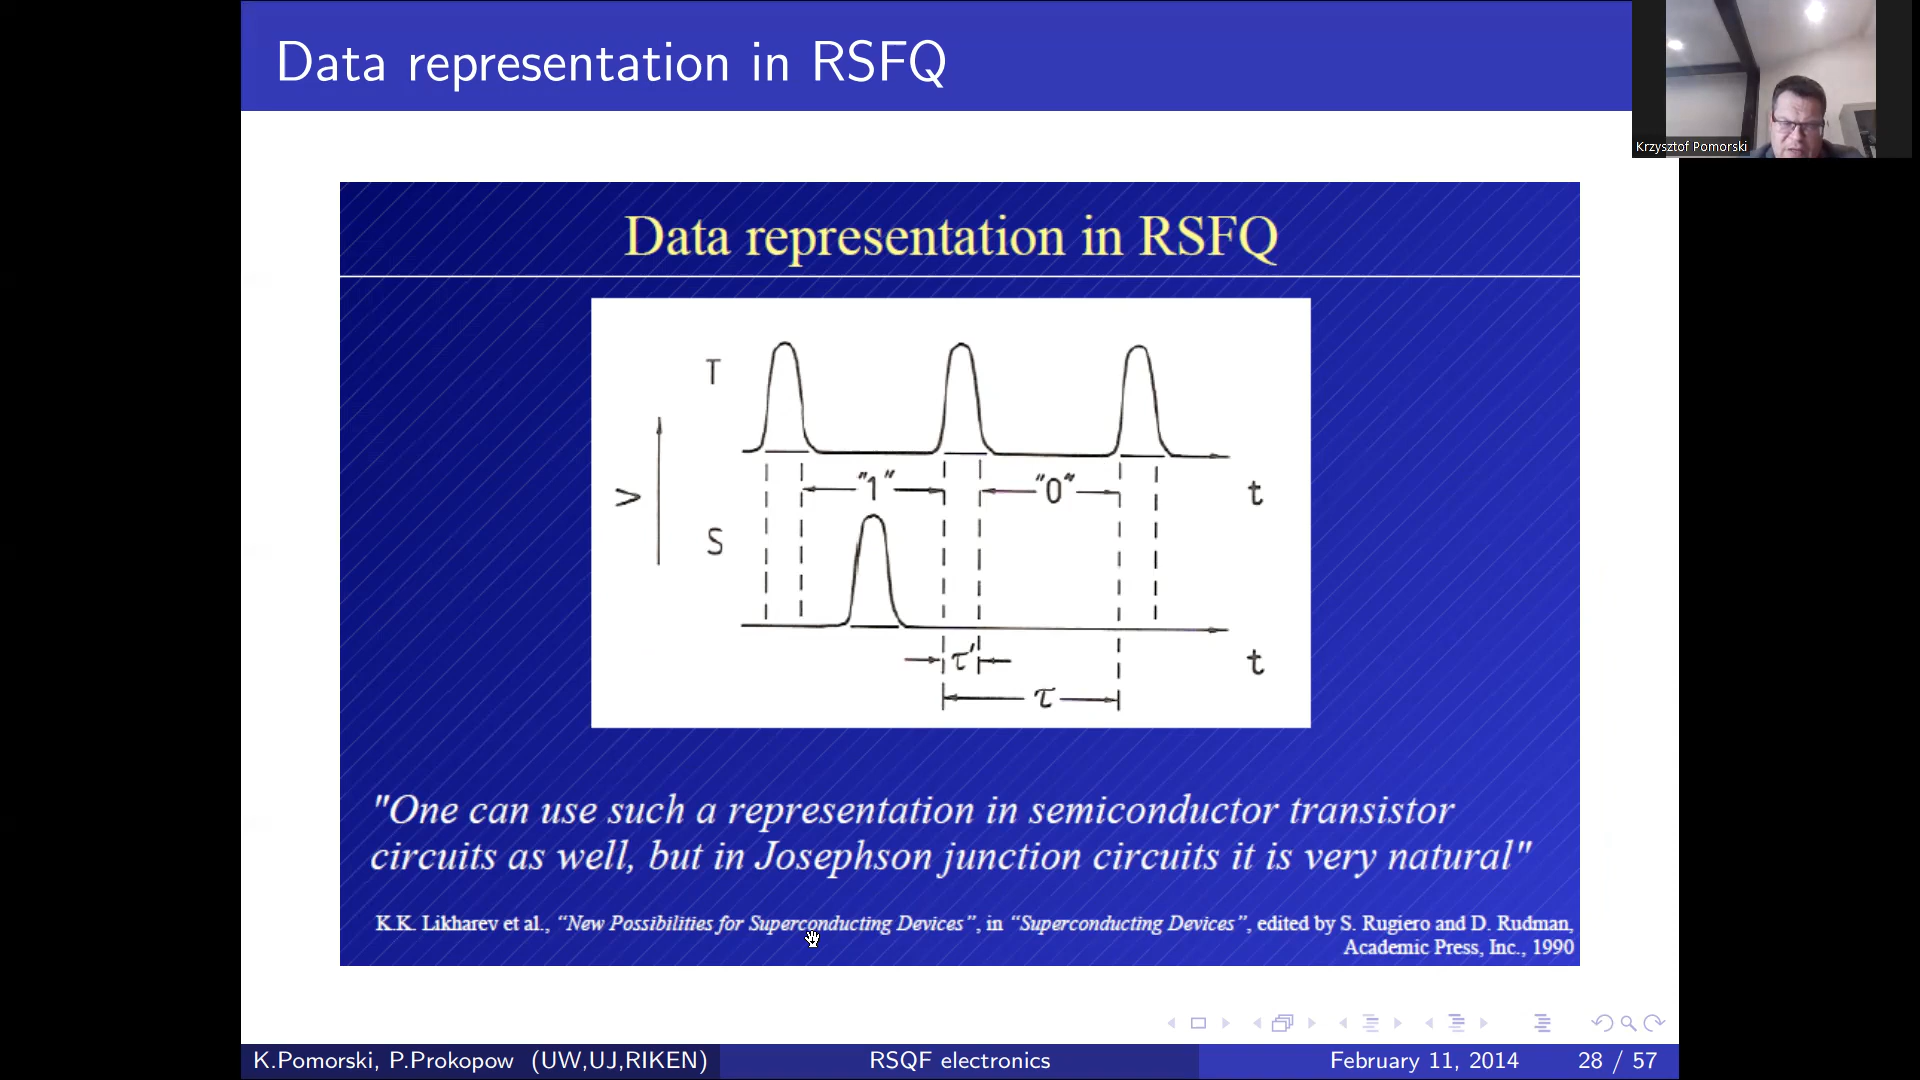 Data representation in RSFQ
Krzysztof Pomorski
Data representation in RSFQ
T
"1"
"0"
t
V
S
τ'
t
τ
"One can use such a representation in semiconductor transistor
circuits as well, but in Josephson junction circuits it is very natural"
K.K. Likharev et al., “New Possibilities for Superconducting Devices”, in “Superconducting Devices”, edited by S. Rugiero and D. Rudman,
Academic Press, Inc., 1990
K.Pomorski, P.Prokopow (UW,UJ,RIKEN)
RSQF electronics
February 11, 2014
28 / 57